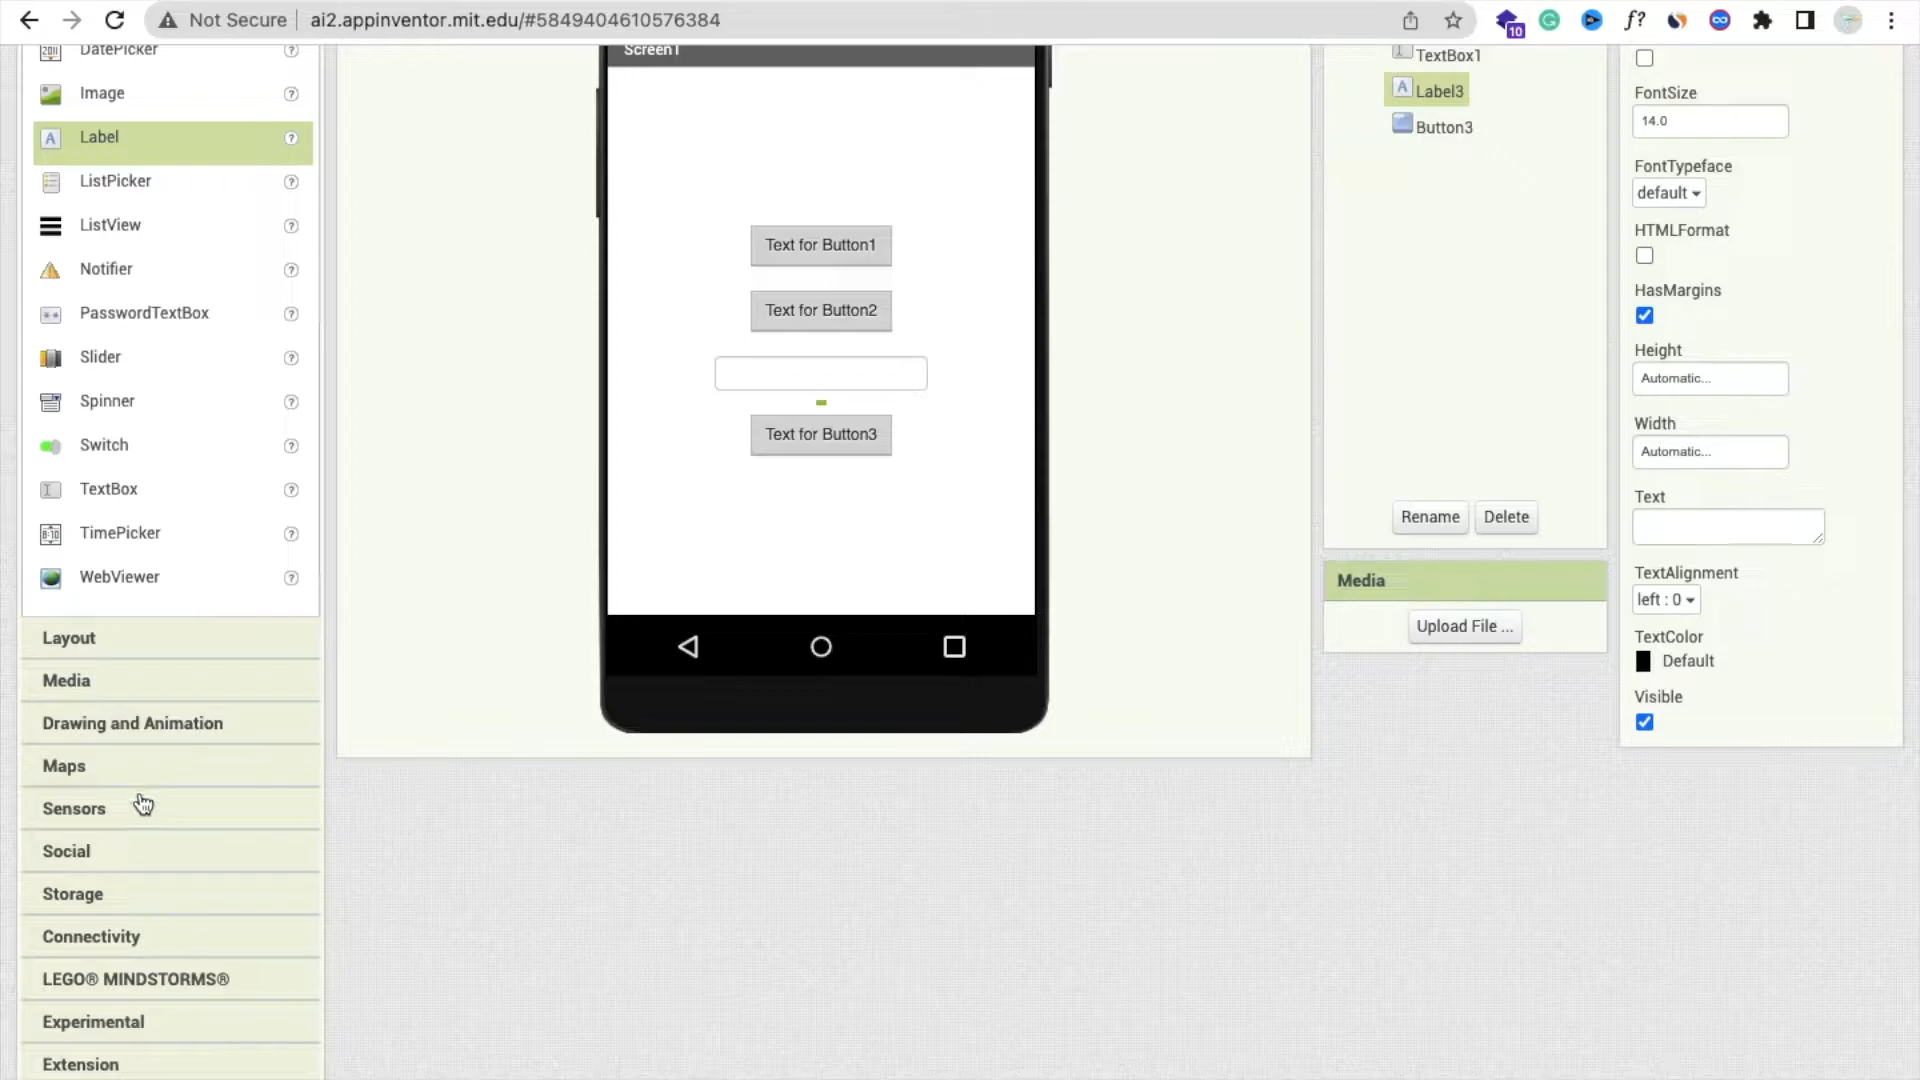 Not Secure
ai2.appinventor.mit.edu/#5849404610576384
10
f?
DatePicker
?
Image
?
Label
?
ListPicker
?
ListView
?
Notifier
?
PasswordTextBox
?
Slider
?
Spinner
?
Switch
?
TextBox
?
TimePicker
?
WebViewer
?
Layout
Media
Drawing and Animation
Maps
Sensors
Social
Storage
Connectivity
LEGO® MINDSTORMS®
Experimental
Extension
Screen1
Text for Button1
Text for Button2
Text for Button3
TextBox1
A Label3
Button3
Rename
Delete
Media
Upload File ...
FontSize
14.0
FontTypeface
default
HTMLFormat
HasMargins
Height
Automatic...
Width
Automatic...
Text
TextAlignment
left : 0
TextColor
Default
Visible